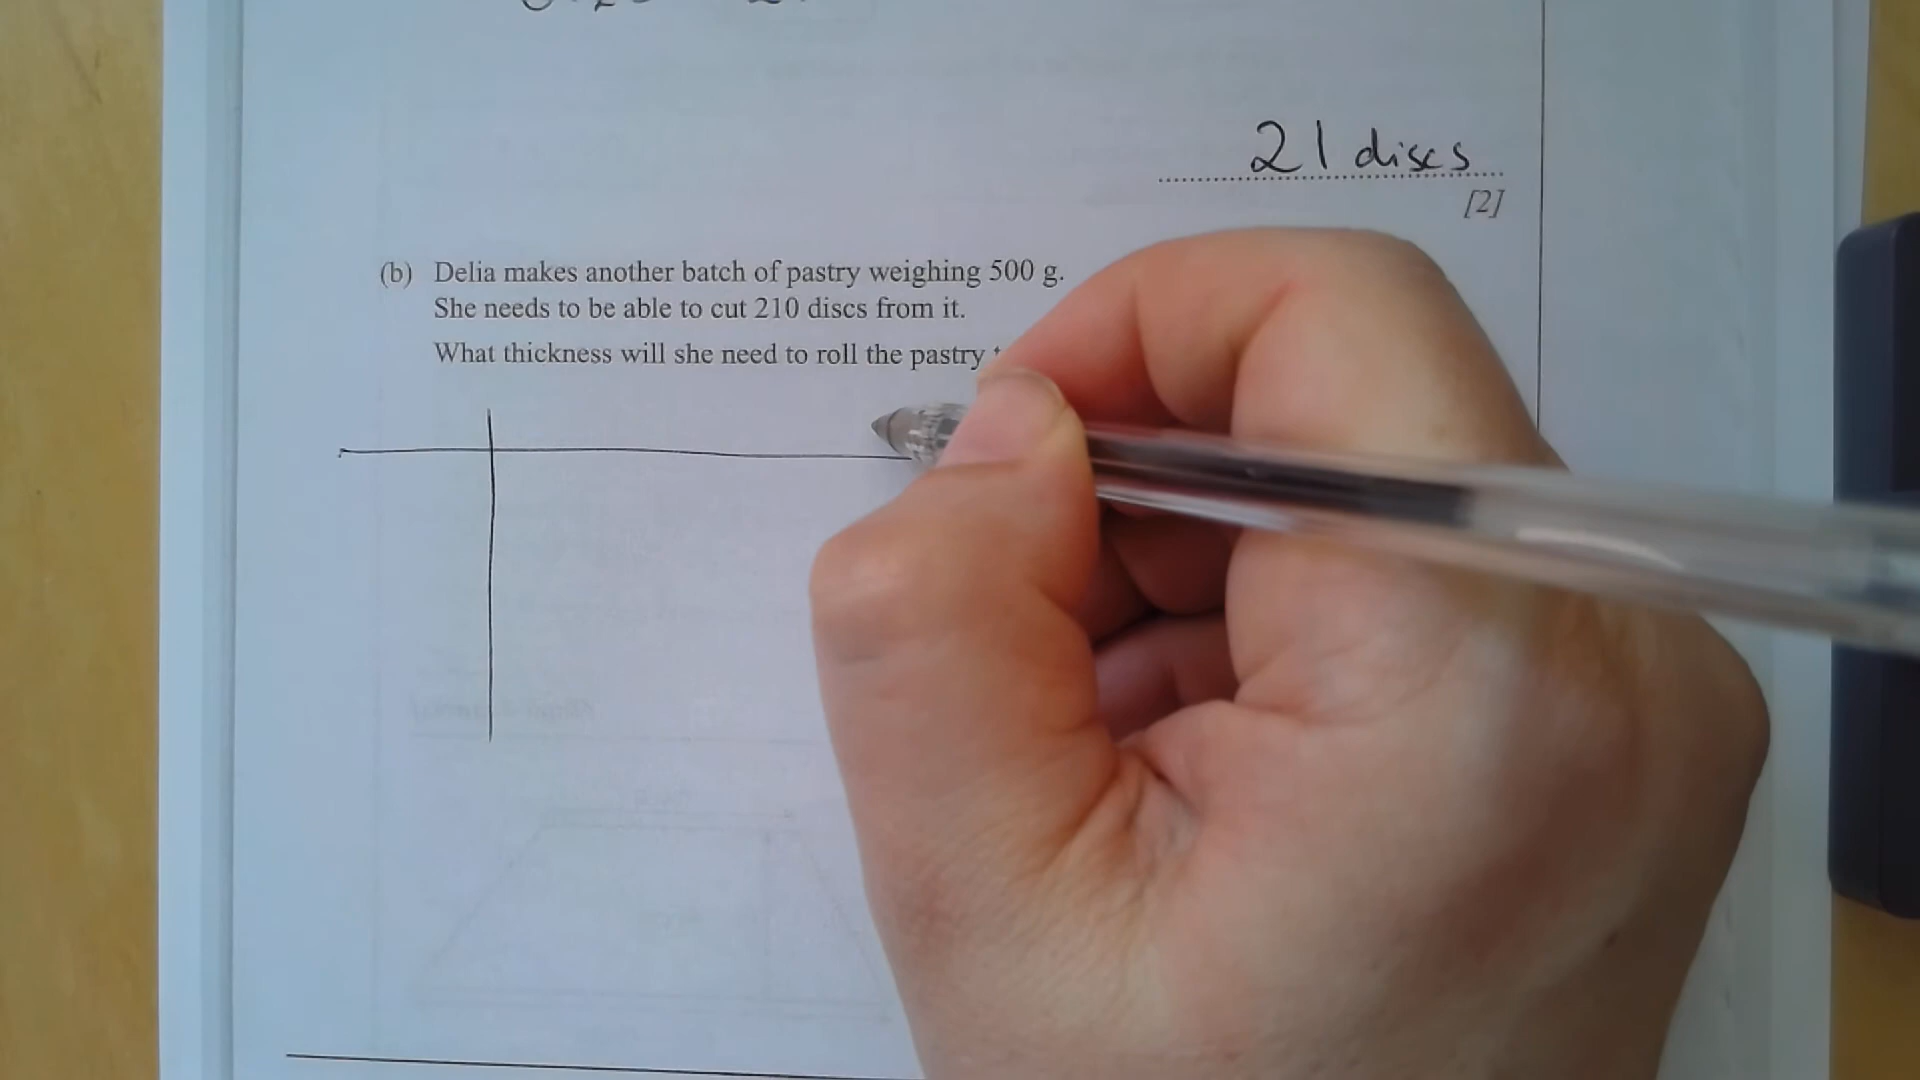 21 discs
[2]
(b) Delia makes another batch of pastry weighing 500 g.
She needs to be able to cut 210 discs from it.
What thickness will she need to roll the pastry